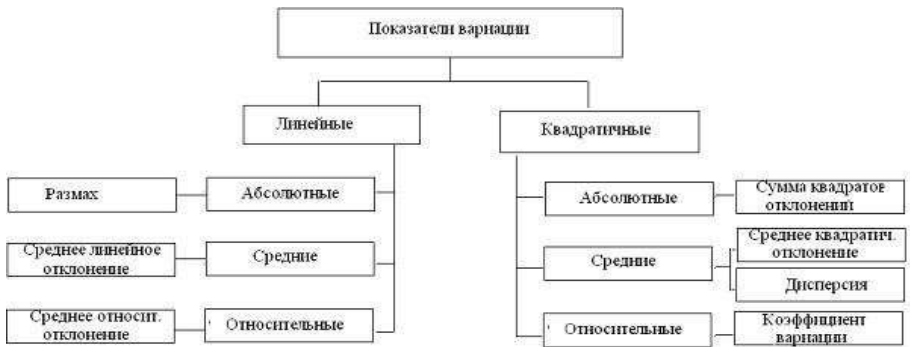 Показатели вариации
Линейные
Квадратичные
Размах
Абсолютные
Абсолютные
Сумма квадратов
отклонений
Среднее линейное
отклонение
Средние
Средние
Среднее квадратич.
отклонение
Дисперсия
Среднее относит.
отклонение
Относительные
Относительные
Коэффициент
вариации